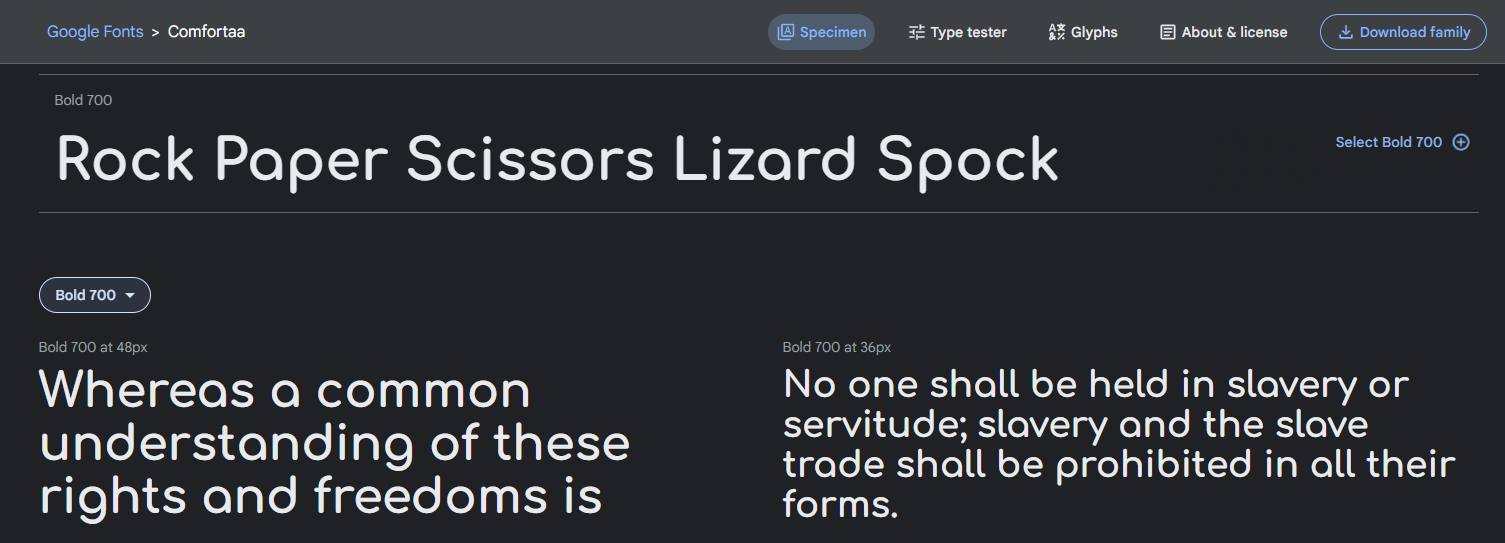 Google Fonts > Comfortaa
Specimen
Type tester
Glyphs
About & license
Download family
Bold 700
Rock Paper Scissors Lizard Spock
Select Bold 700
Bold 700
Bold 700 at 48px
Whereas a common
understanding of these
rights and freedoms is
Bold 700 at 36px
No one shall be held in slavery or
servitude; slavery and the slave
trade shall be prohibited in all their
forms.